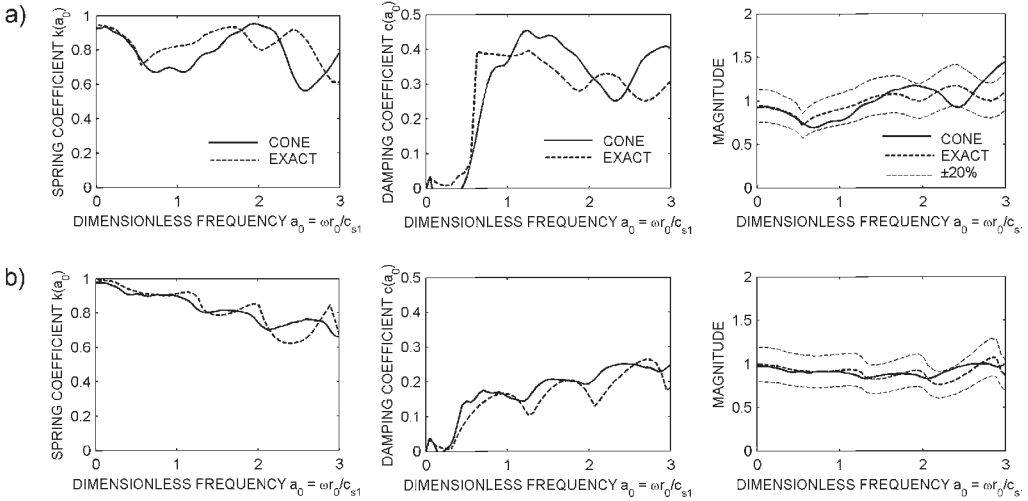 a)
SPRING COEFFICIENT k(a0)
1
0.8
0.6
0.4
0.2
0
0 1 2 3
CONE
EXACT
DIMENSIONLESS FREQUENCY a0 = ωr0/cs1
DAMPING COEFFICIENT c(a0)
0.5
0.4
0.3
0.2
0.1
0
0 1 2 3
CONE
EXACT
DIMENSIONLESS FREQUENCY a0 = ωr0/cs1
MAGNITUDE
2
1.5
1
0.5
0
0 1 2 3
CONE
EXACT
±20%
DIMENSIONLESS FREQUENCY a0 = ωr0/cs1
b)
SPRING COEFFICIENT k(a0)
1
0.8
0.6
0.4
0.2
0
0 1 2 3
DIMENSIONLESS FREQUENCY a0 = ωr0/cs1
DAMPING COEFFICIENT c(a0)
0.5
0.4
0.3
0.2
0.1
0
0 1 2 3
DIMENSIONLESS FREQUENCY a0 = ωr0/cs1
MAGNITUDE
2
1.5
1
0.5
0
0 1 2 3
DIMENSIONLESS FREQUENCY a0 = ωr0/cs1